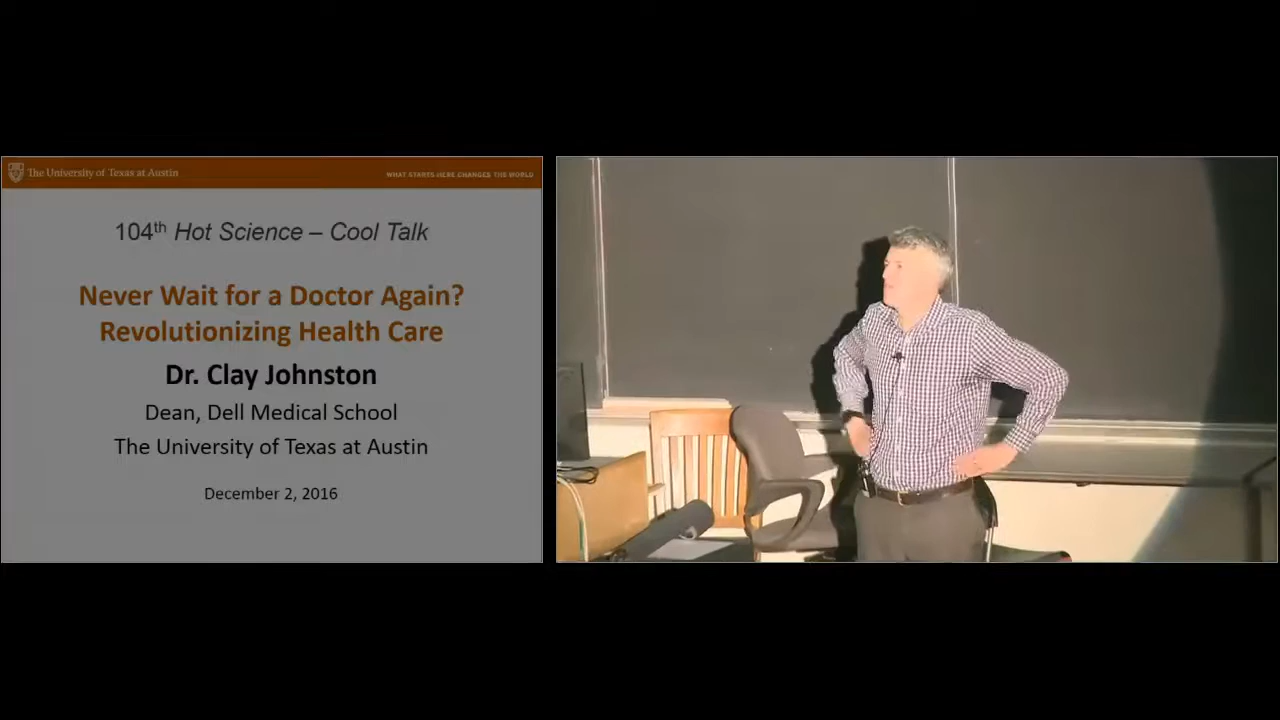 The University of Texas at Austin
WHAT STARTS HERE CHANGES THE WORLD
104th Hot Science – Cool Talk
Never Wait for a Doctor Again?
Revolutionizing Health Care
Dr. Clay Johnston
Dean, Dell Medical School
The University of Texas at Austin
December 2, 2016